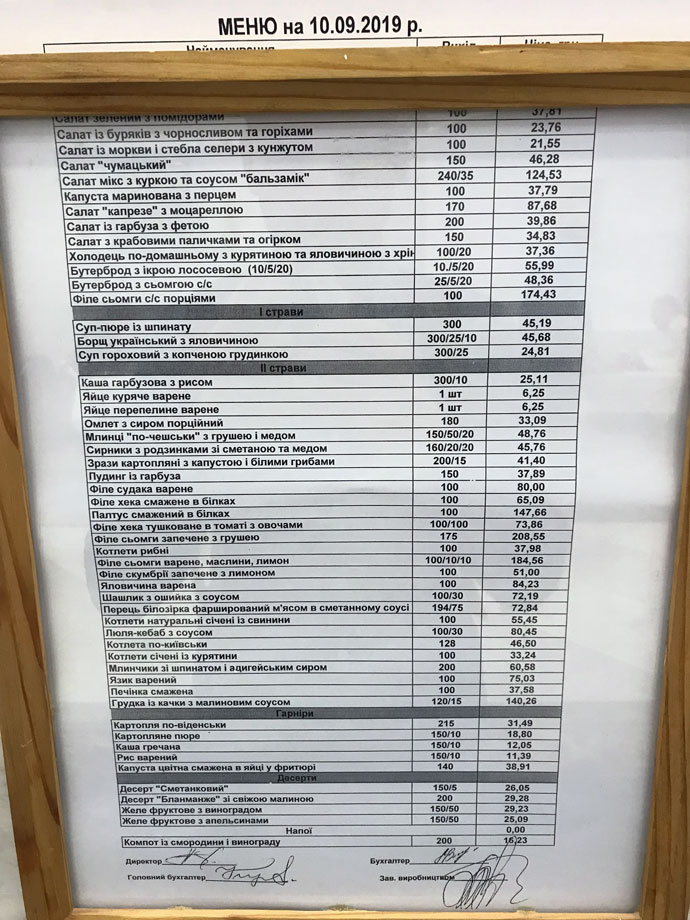 МЕНЮ на 10.09.2019 р.
Найменування Вихід Ціна, грн
Салат зелений з помідорами 100 37,81
Салат із буряків з чорносливом та горіхами 100 23,76
Салат із моркви і стебла селери з кунжутом 100 21,55
Салат "чумацький" 150 46,28
Салат мікс з куркою та соусом "бальзамік" 240/35 124,53
Капуста маринована з перцем 100 37,79
Салат "капрезе" з моцареллою 170 87,68
Салат із гарбуза з фетою 200 39,86
Салат з крабовими паличками та огірком 150 34,83
Холодець по-домашньому з курятиною та яловичиною з хрін 100/20 37,36
Бутерброд з ікрою лососевою (10/5/20) 10./5/20 55,99
Бутерброд з сьомгою с/с 25/5/20 48,36
Філе сьомги с/с порціями 100 174,43
І страви
Суп-пюре із шпинату 300 45,19
Борщ український з яловичиною 300/25/10 45,68
Суп гороховий з копченою грудинкою 300/25 24,81
ІІ страви
Каша гарбузова з рисом 300/10 25,11
Яйце куряче варене 1 шт 6,25
Яйце перепелине варене 1 шт 6,25
Омлет з сиром порційний 180 33,09
Млинці "по-чешськи" з грушею і медом 150/50/20 48,76
Сирники з родзинками зі сметаною та медом 160/20/20 45,76
Зрази картопляні з капустою і білими грибами 200/15 41,40
Пудинг із гарбуза 150 37,89
Філе судака варене 100 80,00
Філе хека смажене в білках 100 65,09
Палтус смажений в білках 100 147,66
Філе хека тушковане в томаті з овочами 100/100 73,86
Філе сьомги запечене з грушею 175 208,55
Котлети рибні 100 37,98
Філе сьомги варене, маслини, лимон 100/10/10 184,56
Філе скумбрії запечене з лимоном 100 51,00
Яловичина варена 100 84,23
Шашлик з ошийка з соусом 100/30 72,19
Перець білозірка фарширований м'ясом в сметанному соусі 194/75 72,84
Котлети натуральні січені із свинини 100 55,45
Люля-кебаб з соусом 100/30 80,45
Котлета по-київськи 128 46,50
Котлети січені із курятини 100 33,24
Млинчики зі шпинатом і адигейським сиром 200 60,58
Язик варений 100 75,03
Печінка смажена 100 37,58
Грудка із качки з малиновим соусом 120/15 140,26
Гарніри
Картопля по-віденськи 215 31,49
Картопляне пюре 150/10 18,80
Каша гречана 150/10 12,05
Рис варений 150/10 11,39
Капуста цвітна смажена в яйці у фритюрі 140 38,91
Десерти
Десерт "Сметанковий" 150/5 26,05
Десерт "Бланманже" зі свіжою малиною 200 29,28
Желе фруктове з виноградом 150/50 29,23
Желе фруктове з апельсинами 150/50 25,09
Напої 0,00
Компот із смородини і винограду 200 16,23
Директор Бухгалтер
Головний бухгалтер Зав. виробництвом